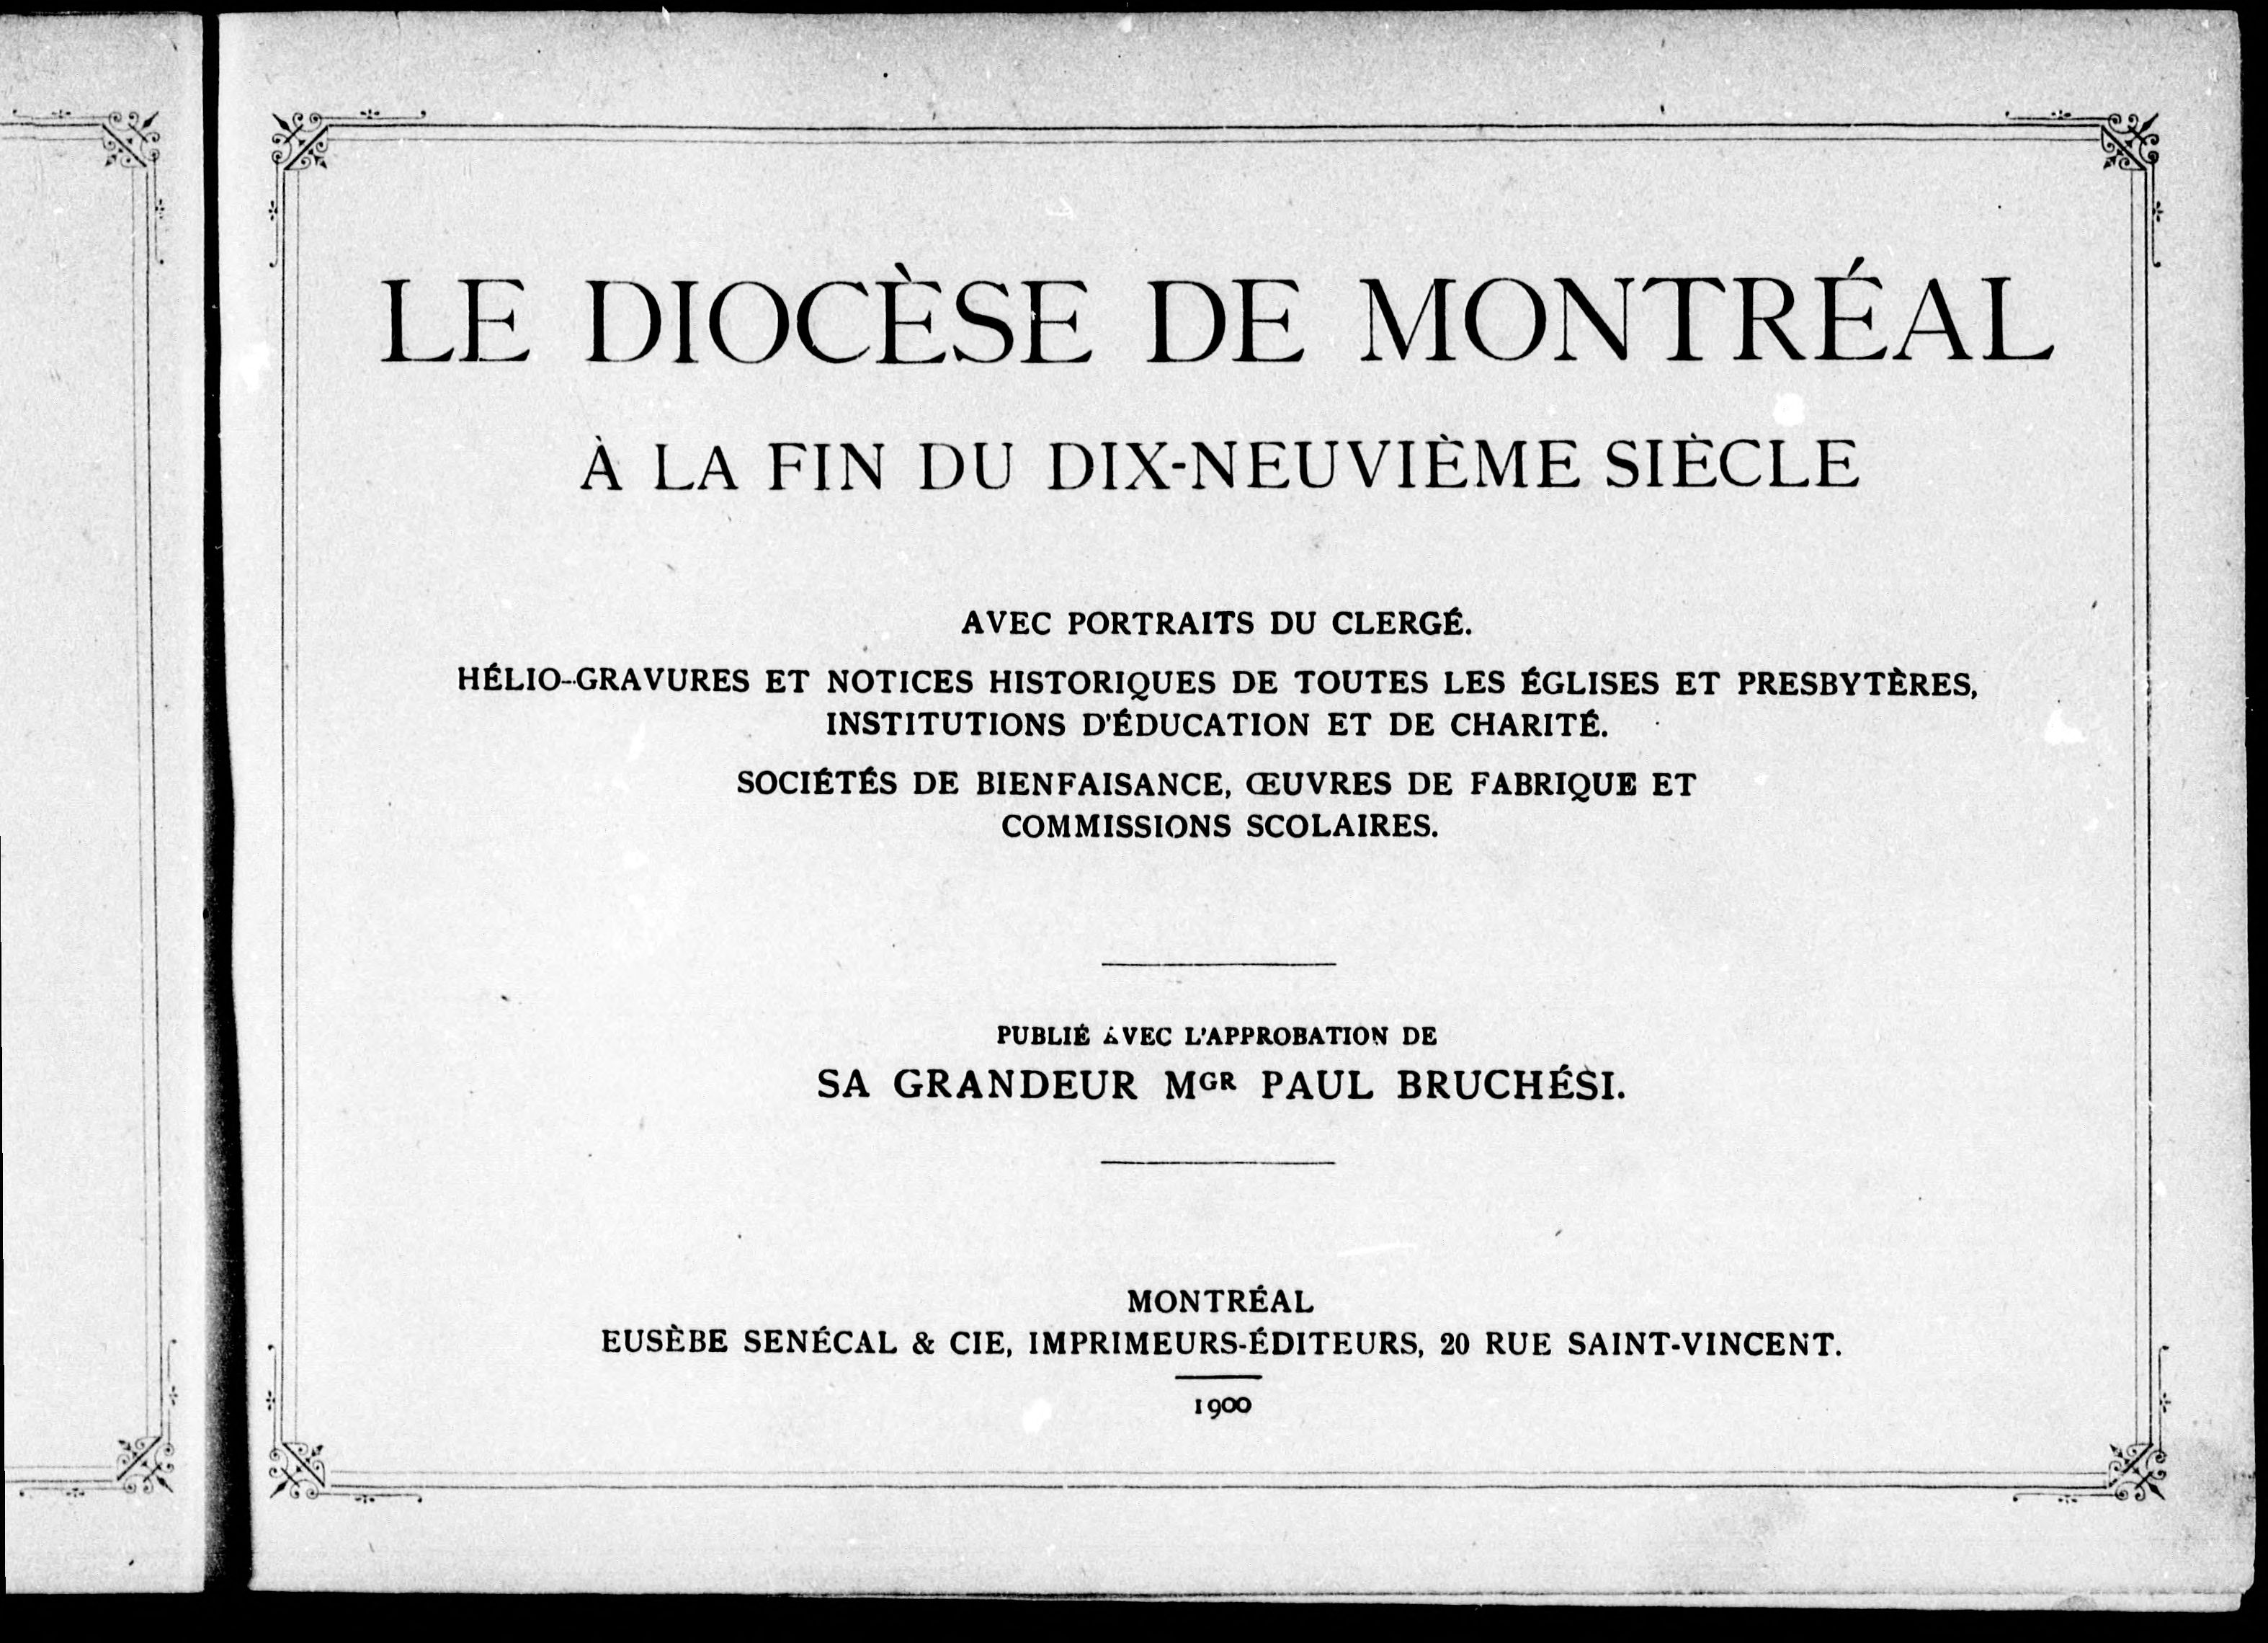 LE DIOCÈSE DE MONTRÉAL
À LA FIN DU DIX-NEUVIÈME SIÈCLE
AVEC PORTRAITS DU CLERGÉ.
HÉLIO-GRAVURES ET NOTICES HISTORIQUES DE TOUTES LES ÉGLISES ET PRESBYTÈRES,
INSTITUTIONS D'ÉDUCATION ET DE CHARITÉ.
SOCIÉTÉS DE BIENFAISANCE, ŒUVRES DE FABRIQUE ET
COMMISSIONS SCOLAIRES.
PUBLIÉ AVEC L'APPROBATION DE
SA GRANDEUR MGR PAUL BRUCHÉSI.
MONTRÉAL
EUSÈBE SENÉCAL & CIE, IMPRIMEURS-ÉDITEURS, 20 RUE SAINT-VINCENT.
1900